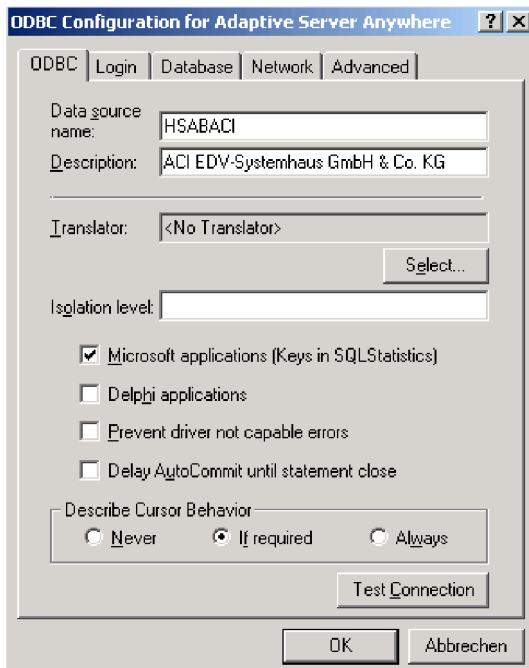 ODBC Configuration for Adaptive Server Anywhere
ODBC Login Database Network Advanced
Data source
name: HSABACI
Description: ACI EDV-Systemhaus GmbH & Co. KG
Translator: <No Translator>
Select...
Isolation level:
Microsoft applications (Keys in SQLStatistics)
Delphi applications
Prevent driver not capable errors
Delay AutoCommit until statement close
Describe Cursor Behavior
Never If required Always
Test Connection
OK Abbrechen